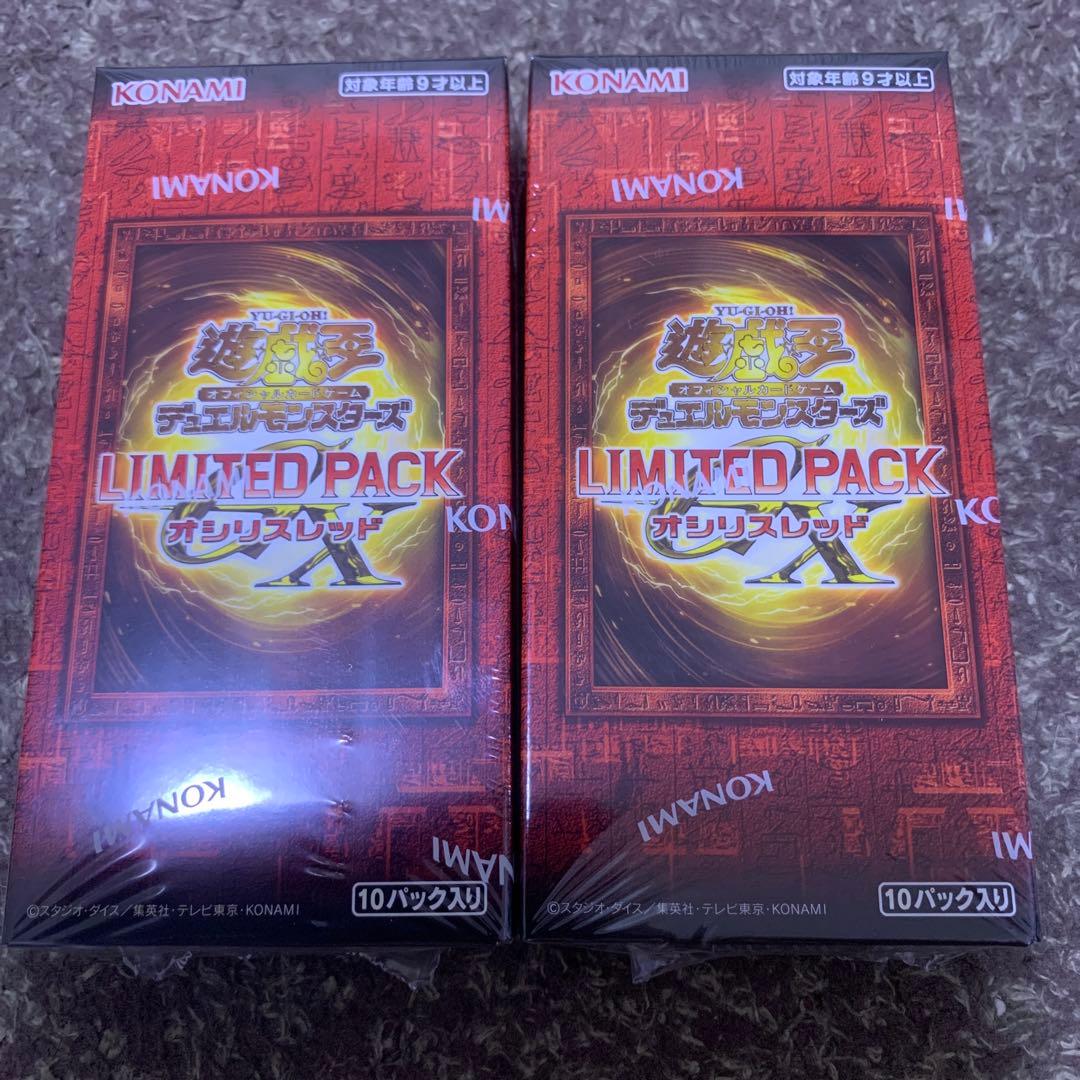 KONAMI
対象年齢9才以上
KONAMI
MI
YU-GI-OH!
遊戯王
オフィシャルカードゲーム
デュエルモンスターズ
LIMITED PACK
GX
オシリスレッド
KON
KONAMI
NAMI
10パック入り
©スタジオ・ダイス/集英社・テレビ東京・KONAMI
KONAMI
対象年齢9才以上
KONAMI
MI
YU-GI-OH!
遊戯王
オフィシャルカードゲーム
デュエルモンスターズ
LIMITED PACK
GX
オシリスレッド
KO
KONAMI
MI
10パック入り
©スタジオ・ダイス/集英社・テレビ東京・KONAMI